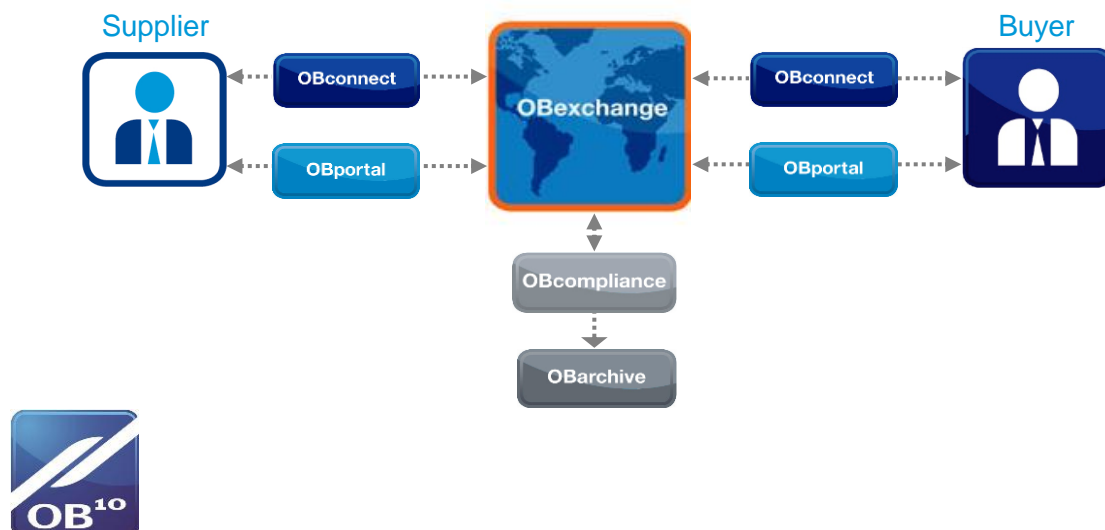 Supplier
Buyer
OBconnect
OBexchange
OBconnect
OBportal
OBportal
OBcompliance
OBarchive
OB10